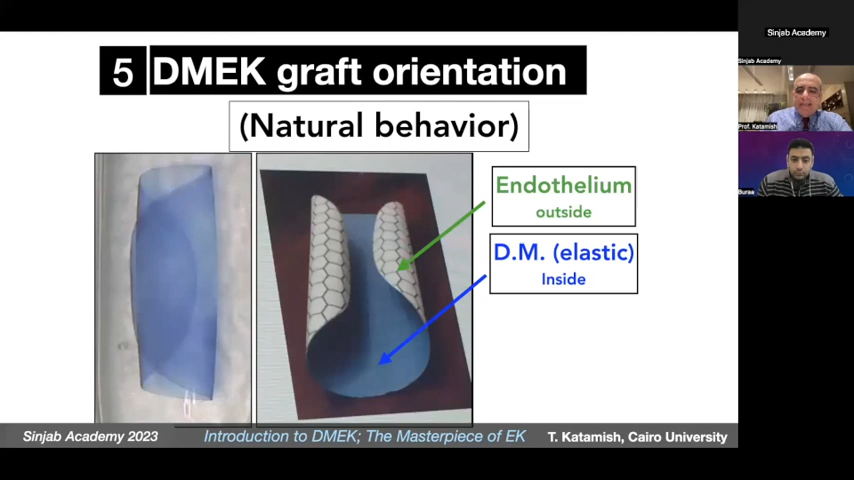 5 DMEK graft orientation
(Natural behavior)
Endothelium
outside
D.M. (elastic)
Inside
Sinjab Academy 2023 Introduction to DMEK; The Masterpiece of EK T. Katamish, Cairo University
Sinjab Academy
Sinjab Academy
Prof. Katamish
Buraa